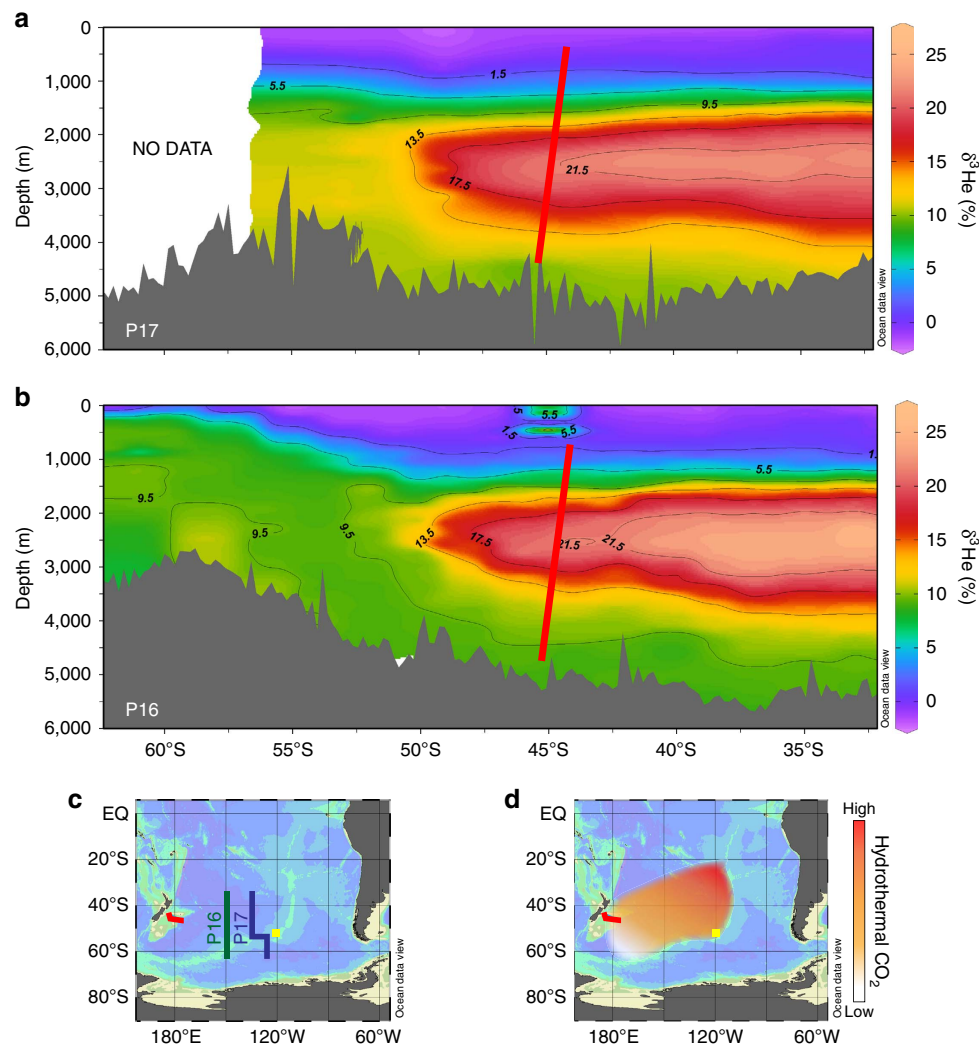 a
0
1,000
2,000
3,000
4,000
5,000
6,000
Depth (m)
NO DATA
P17
1.5
5.5
9.5
13.5
17.5
21.5
Ocean data view
25
20
15
10
5
0
δ³He (%)
b
0
1,000
2,000
3,000
4,000
5,000
6,000
Depth (m)
P16
5
5.5
1.5
5.5
1.
5.5
9.5
9.5
9.5
13.5
17.5
21.5
21.5
Ocean data view
25
20
15
10
5
0
δ³He (%)
60°S 55°S 50°S 45°S 40°S 35°S
c
EQ
20°S
40°S
60°S
80°S
P16
P17
180°E 120°W 60°W
Ocean data view
d
EQ
20°S
40°S
60°S
80°S
180°E 120°W 60°W
Ocean data view
High
Hydrothermal CO₂
Low